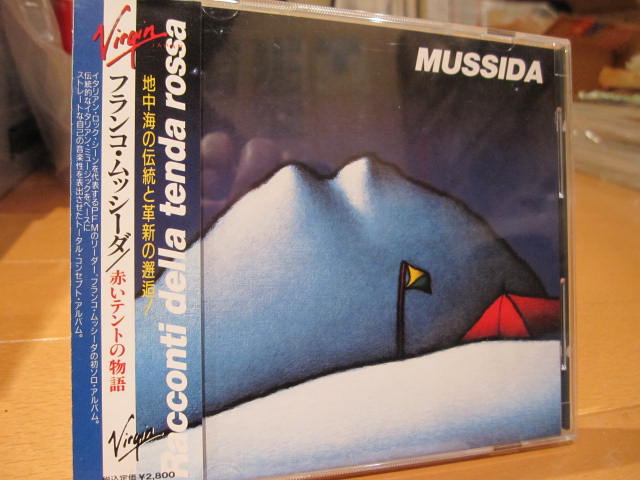 Virgin
フランコ・ムッシーダ/赤いテントの物語
地中海の伝統と革新の邂逅!
イタリアン・ロック・シーンを代表するPFMのリーダー、フランコ・ムッシーダの初ソロ・アルバム。
伝統的なイタリアン・ミュージックをベースに
ストレートな自己の音楽性を表出させたトータル・コンセプト・アルバム。
Virgin
税込定価 ¥2,800
Racconti della tenda rossa
MUSSIDA